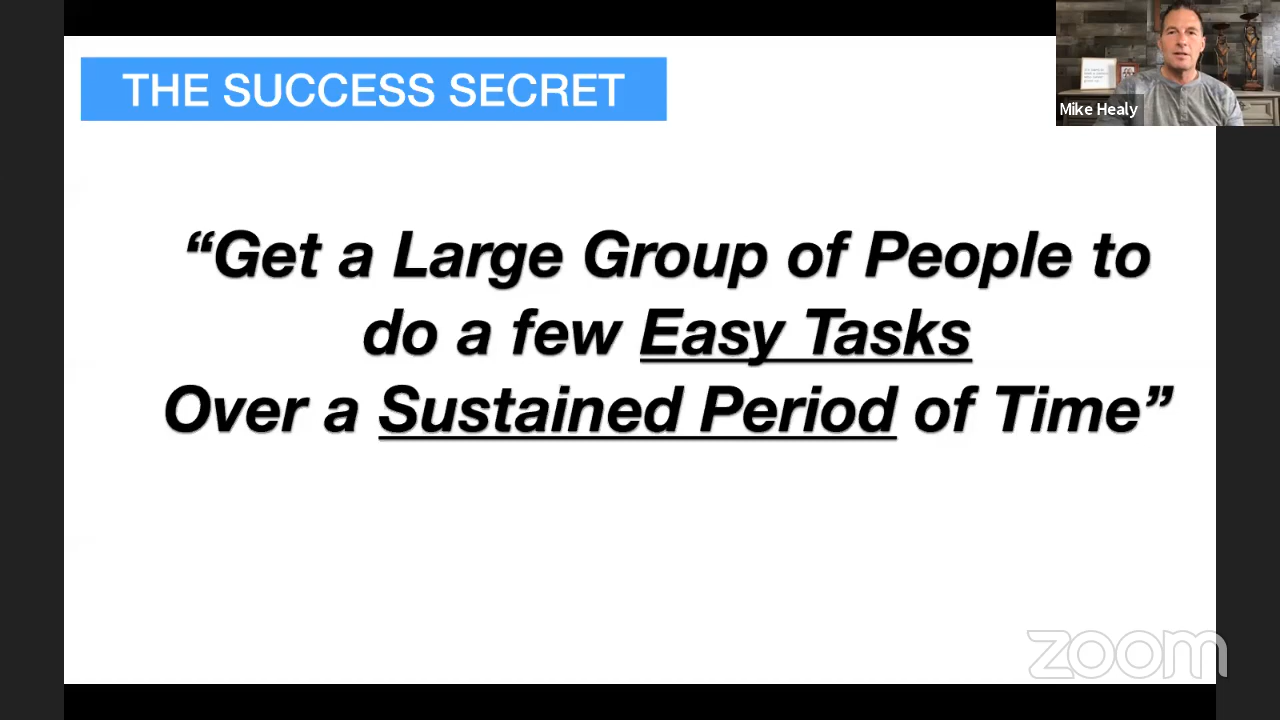 THE SUCCESS SECRET
Mike Healy
“Get a Large Group of People to
do a few Easy Tasks
Over a Sustained Period of Time”
zoom